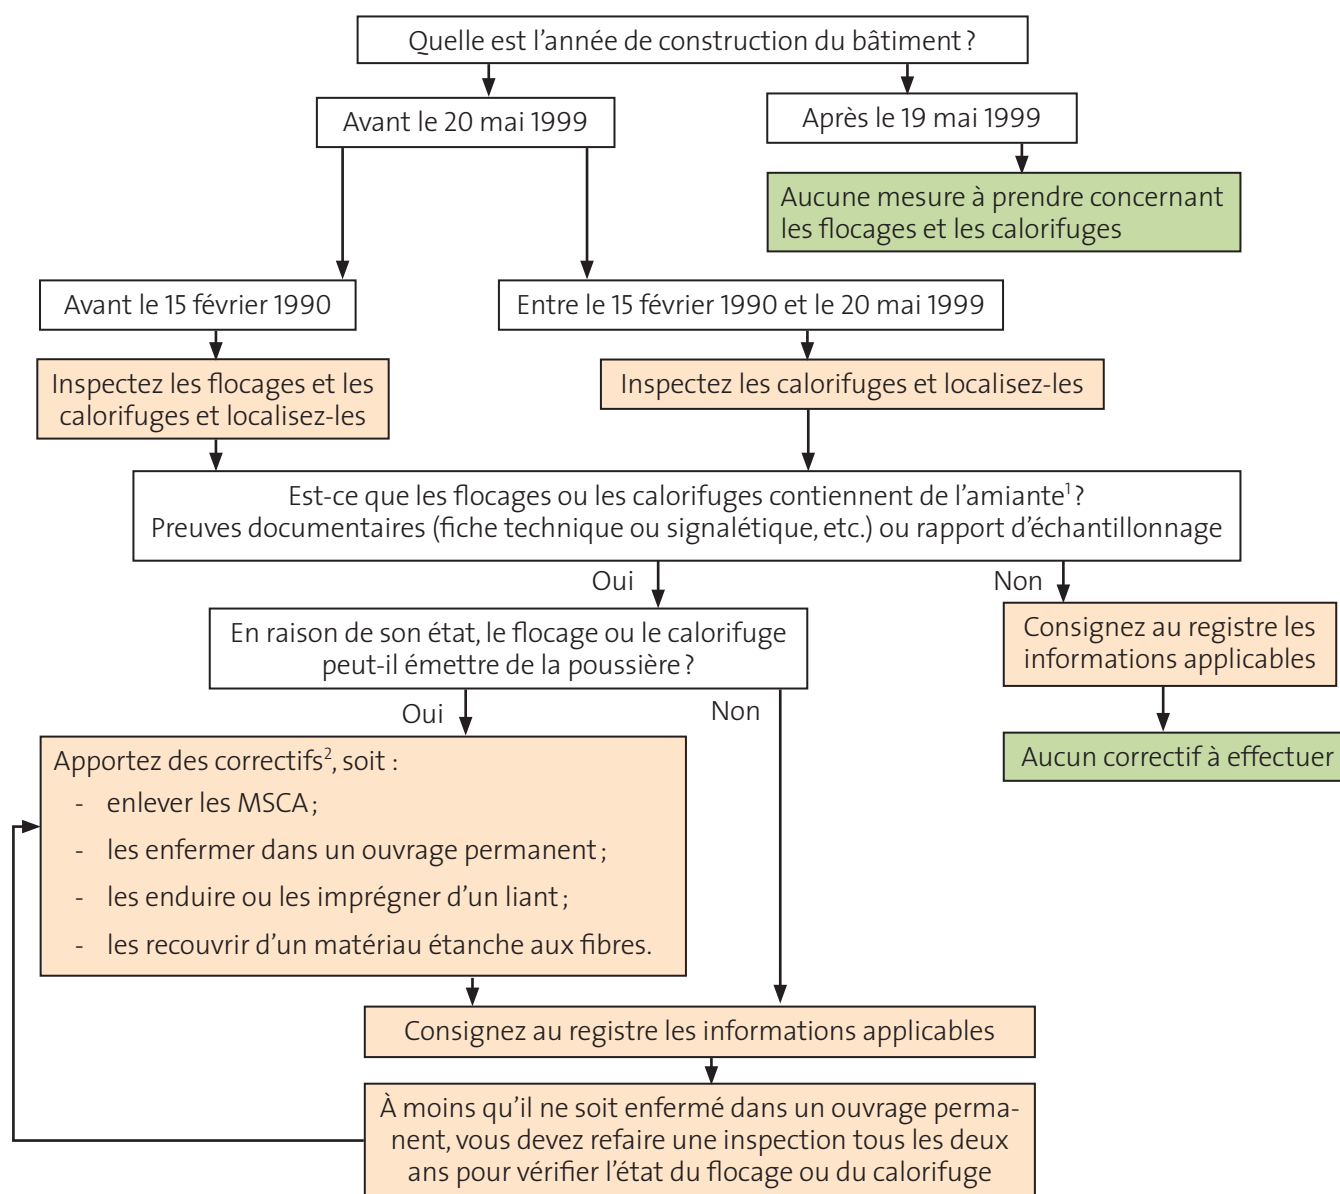 Quelle est l’année de construction du bâtiment ?
Avant le 20 mai 1999
Après le 19 mai 1999
Aucune mesure à prendre concernant
les flocages et les calorifuges
Avant le 15 février 1990
Entre le 15 février 1990 et le 20 mai 1999
Inspectez les flocages et les
calorifuges et localisez-les
Inspectez les calorifuges et localisez-les
Est-ce que les flocages ou les calorifuges contiennent de l’amiante¹ ?
Preuves documentaires (fiche technique ou signalétique, etc.) ou rapport d’échantillonnage
Oui
Non
En raison de son état, le flocage ou le calorifuge
peut-il émettre de la poussière ?
Consignez au registre les
informations applicables
Oui
Non
Aucun correctif à effectuer
Apportez des correctifs², soit :
- enlever les MSCA ;
- les enfermer dans un ouvrage permanent ;
- les enduire ou les imprégner d’un liant ;
- les recouvrir d’un matériau étanche aux fibres.
Consignez au registre les informations applicables
À moins qu’il ne soit enfermé dans un ouvrage perma-
nent, vous devez refaire une inspection tous les deux
ans pour vérifier l’état du flocage ou du calorifuge